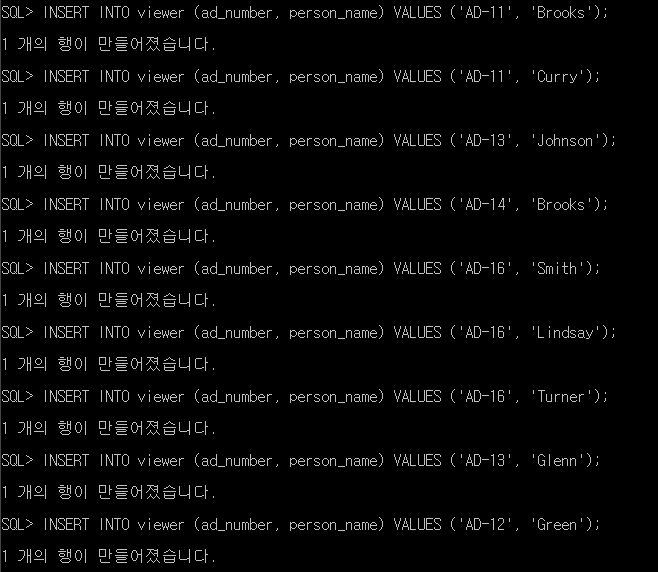 SQL> INSERT INTO viewer (ad_number, person_name) VALUES ('AD-11', 'Brooks');
1 개의 행이 만들어졌습니다.
SQL> INSERT INTO viewer (ad_number, person_name) VALUES ('AD-11', 'Curry');
1 개의 행이 만들어졌습니다.
SQL> INSERT INTO viewer (ad_number, person_name) VALUES ('AD-13', 'Johnson');
1 개의 행이 만들어졌습니다.
SQL> INSERT INTO viewer (ad_number, person_name) VALUES ('AD-14', 'Brooks');
1 개의 행이 만들어졌습니다.
SQL> INSERT INTO viewer (ad_number, person_name) VALUES ('AD-16', 'Smith');
1 개의 행이 만들어졌습니다.
SQL> INSERT INTO viewer (ad_number, person_name) VALUES ('AD-16', 'Lindsay');
1 개의 행이 만들어졌습니다.
SQL> INSERT INTO viewer (ad_number, person_name) VALUES ('AD-16', 'Turner');
1 개의 행이 만들어졌습니다.
SQL> INSERT INTO viewer (ad_number, person_name) VALUES ('AD-13', 'Glenn');
1 개의 행이 만들어졌습니다.
SQL> INSERT INTO viewer (ad_number, person_name) VALUES ('AD-12', 'Green');
1 개의 행이 만들어졌습니다.